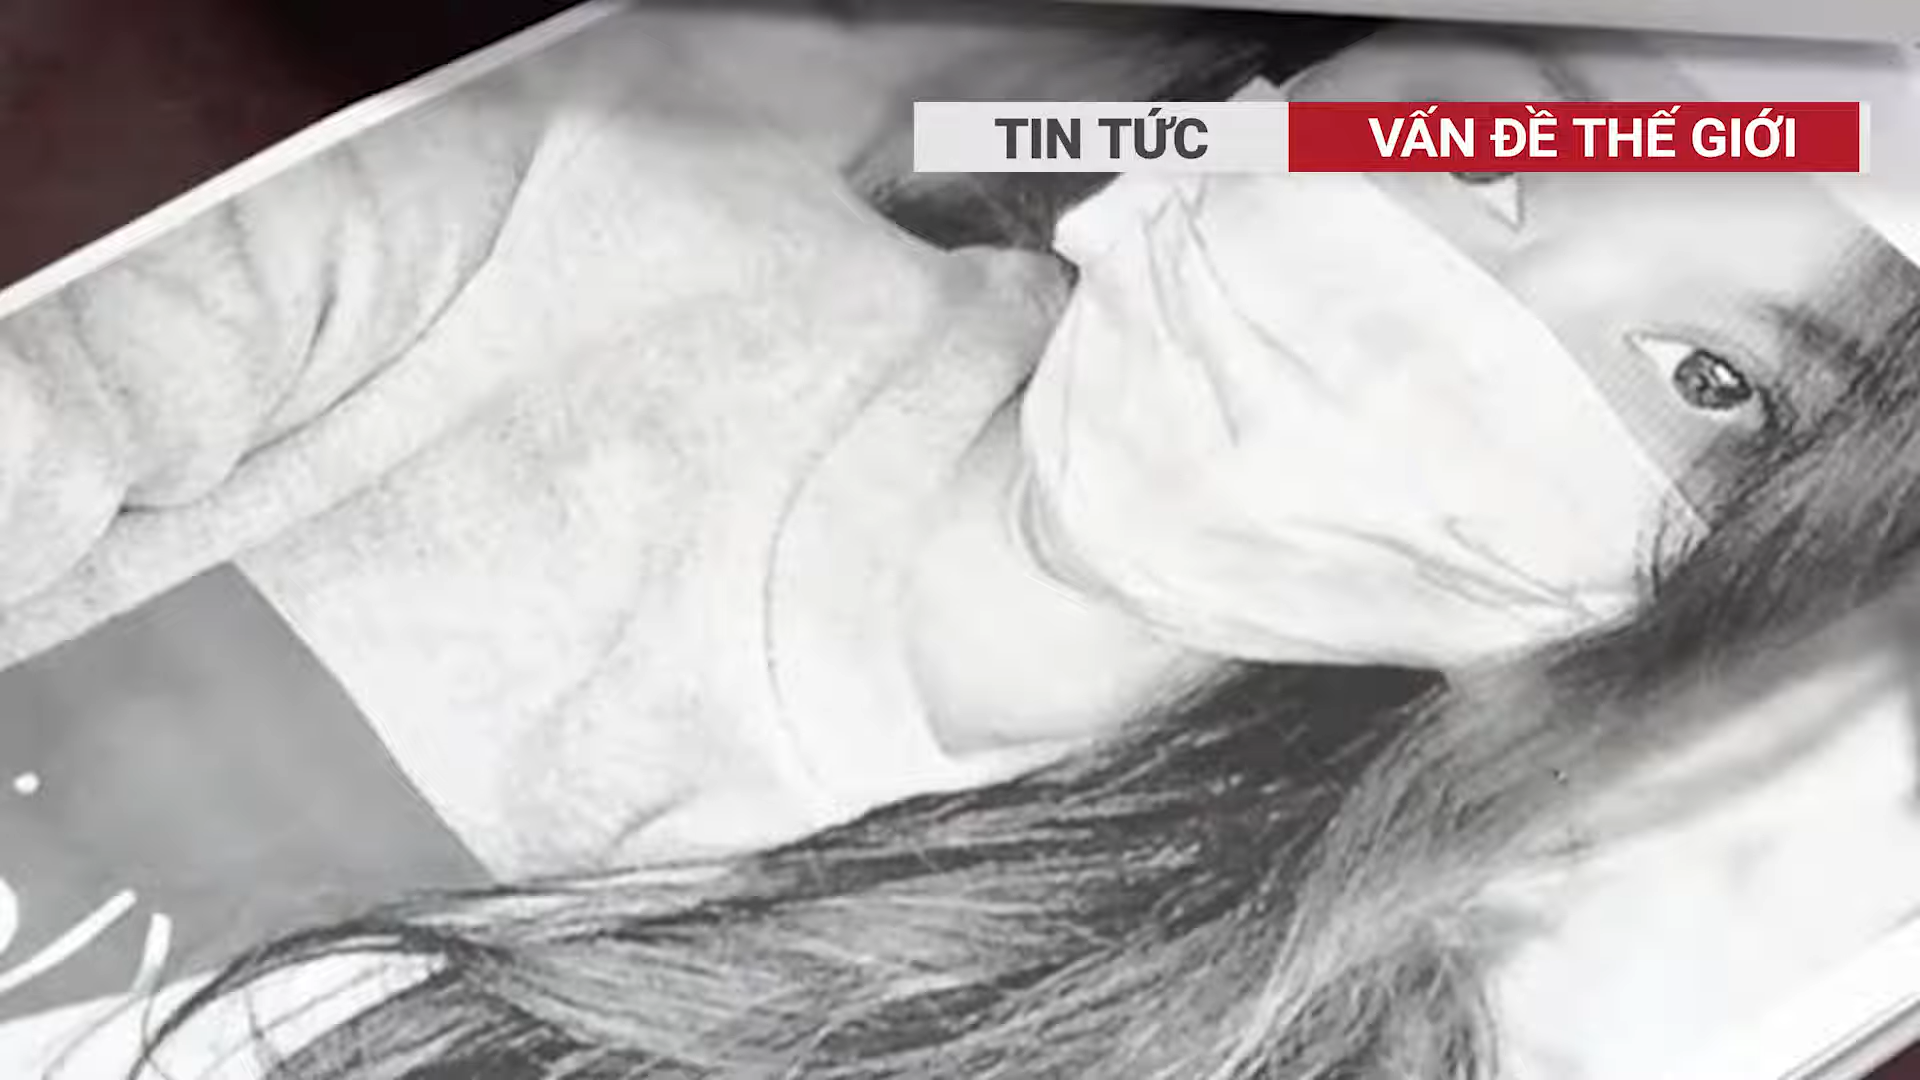 TIN TỨC VẤN ĐỀ THẾ GIỚI